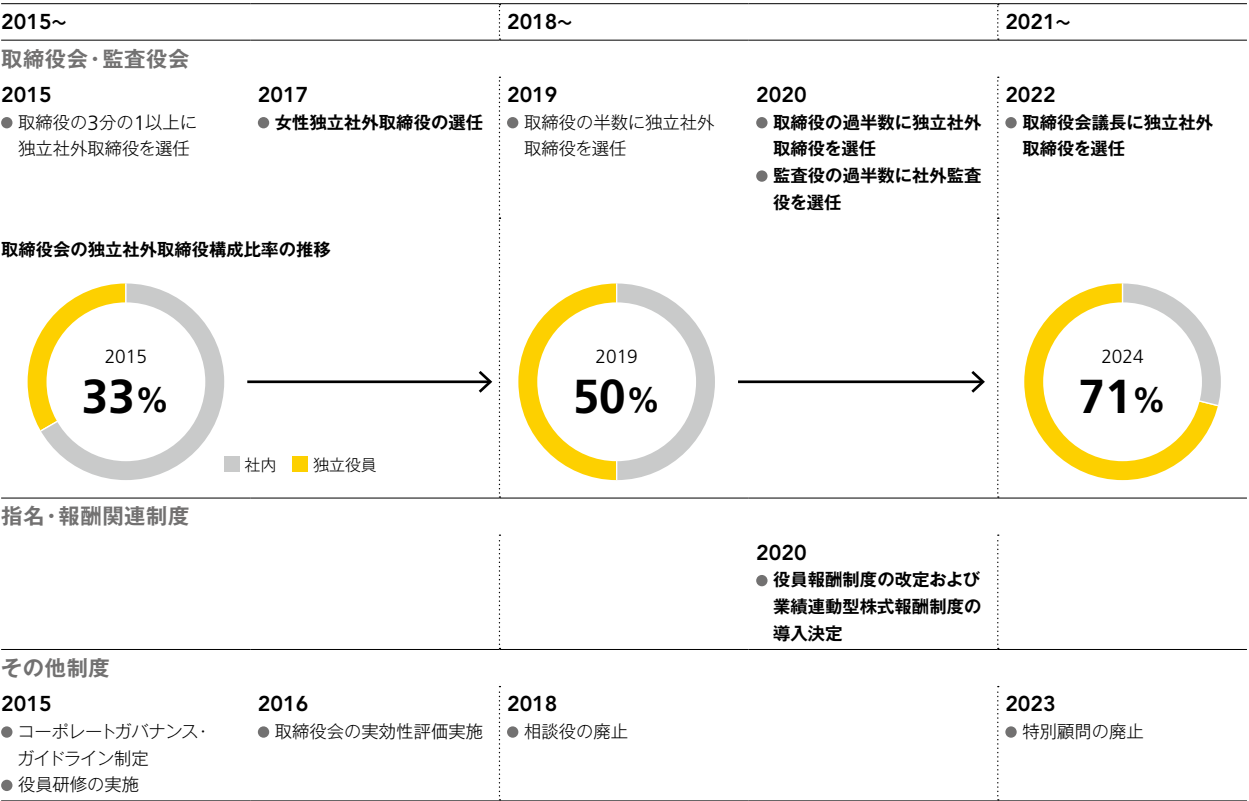 2015~
2018~
2021~
取締役会・監査役会
2015
● 取締役の3分の1以上に
独立社外取締役を選任
2017
● 女性独立社外取締役の選任
2019
● 取締役の半数に独立社外
取締役を選任
2020
● 取締役の過半数に独立社外
取締役を選任
● 監査役の過半数に社外監査
役を選任
2022
● 取締役会議長に独立社外
取締役を選任
取締役会の独立社外取締役構成比率の推移
2015
33%
2019
50%
2024
71%
社内
独立役員
指名・報酬関連制度
2020
● 役員報酬制度の改定および
業績連動型株式報酬制度の
導入決定
その他制度
2015
● コーポレートガバナンス・
ガイドライン制定
● 役員研修の実施
2016
● 取締役会の実効性評価実施
2018
● 相談役の廃止
2023
● 特別顧問の廃止